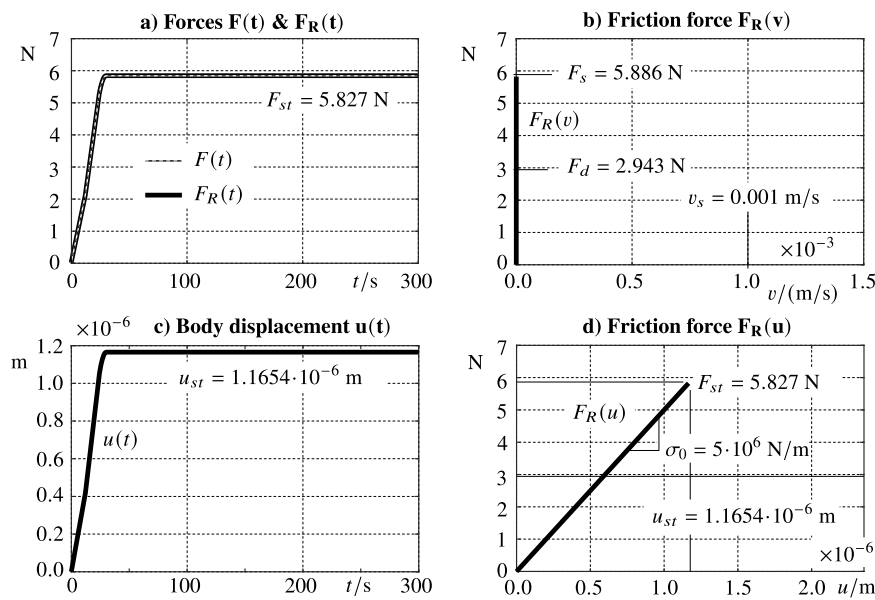 a) Forces F(t) & F_R(t)
N
6
5
4
3
2
1
0
F_st = 5.827 N
F(t)
F_R(t)
0 100 200 300
t/s
b) Friction force F_R(v)
N
6
5
4
3
2
1
0
F_s = 5.886 N
F_R(v)
F_d = 2.943 N
v_s = 0.001 m/s
×10⁻³
0.0 0.5 1.0 1.5
v/(m/s)
c) Body displacement u(t)
×10⁻⁶
m
1.2
1.0
0.8
0.6
0.4
0.2
0.0
u_st = 1.1654·10⁻⁶ m
u(t)
0 100 200 300
t/s
d) Friction force F_R(u)
N
7
6
5
4
3
2
1
0
F_st = 5.827 N
F_R(u)
σ₀ = 5·10⁶ N/m
u_st = 1.1654·10⁻⁶ m
×10⁻⁶
0.0 0.5 1.0 1.5 2.0 u/m